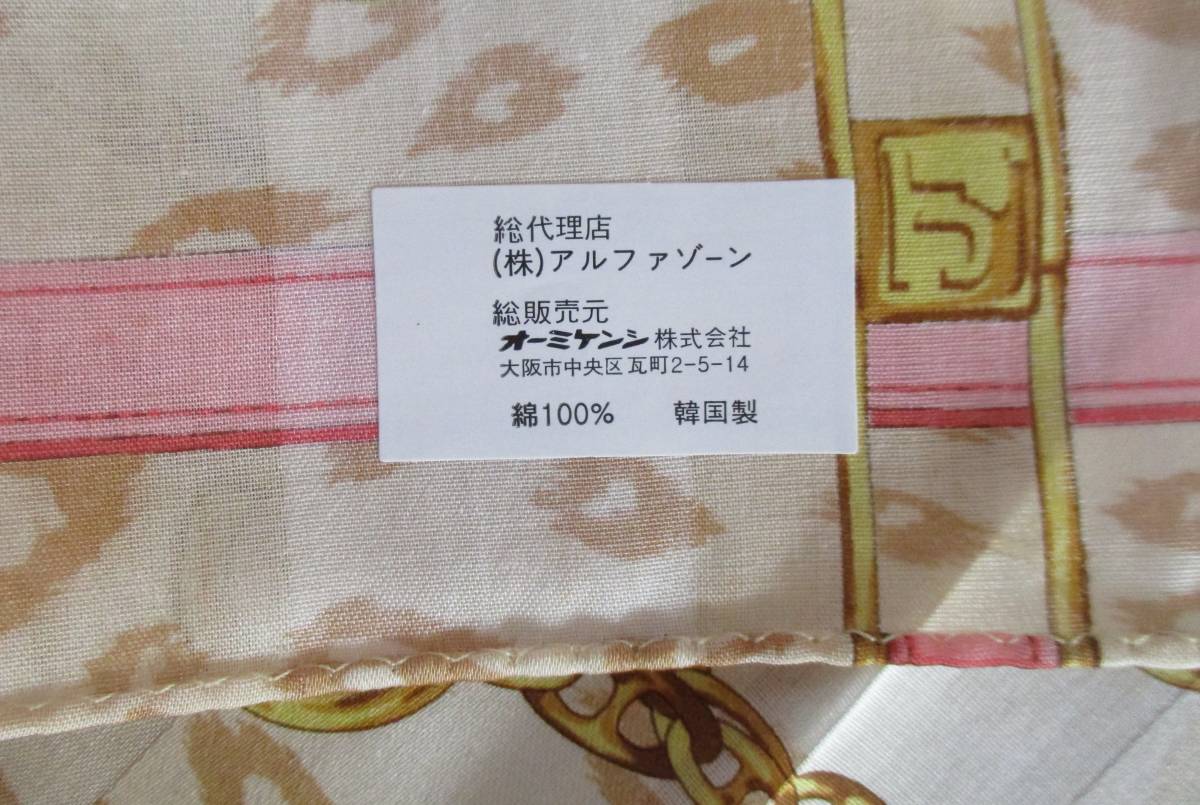 総代理店
(株)アルファゾーン
総販売元
オーミケンシ株式会社
大阪市中央区瓦町2-5-14
綿100% 韓国製